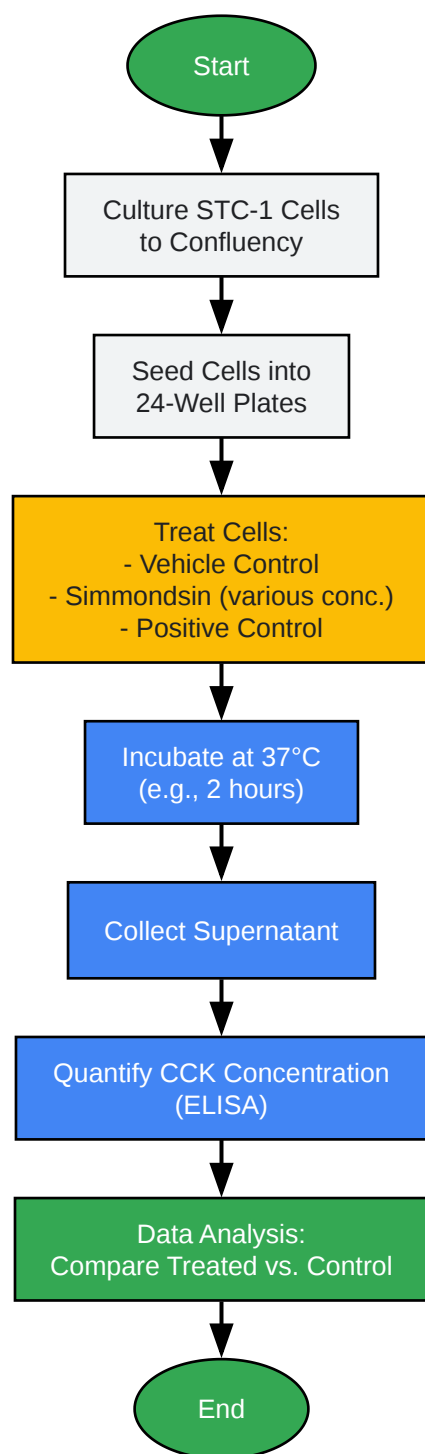 Start
Culture STC-1 Cells
to Confluency
Seed Cells into
24-Well Plates
Treat Cells:
- Vehicle Control
- Simmondsin (various conc.)
- Positive Control
Incubate at 37°C
(e.g., 2 hours)
Collect Supernatant
Quantify CCK Concentration
(ELISA)
Data Analysis:
Compare Treated vs. Control
End